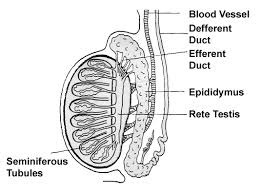 Blood Vessel
Defferent
Duct
Efferent
Duct
Epididymus
Rete Testis
Seminiferous
Tubules